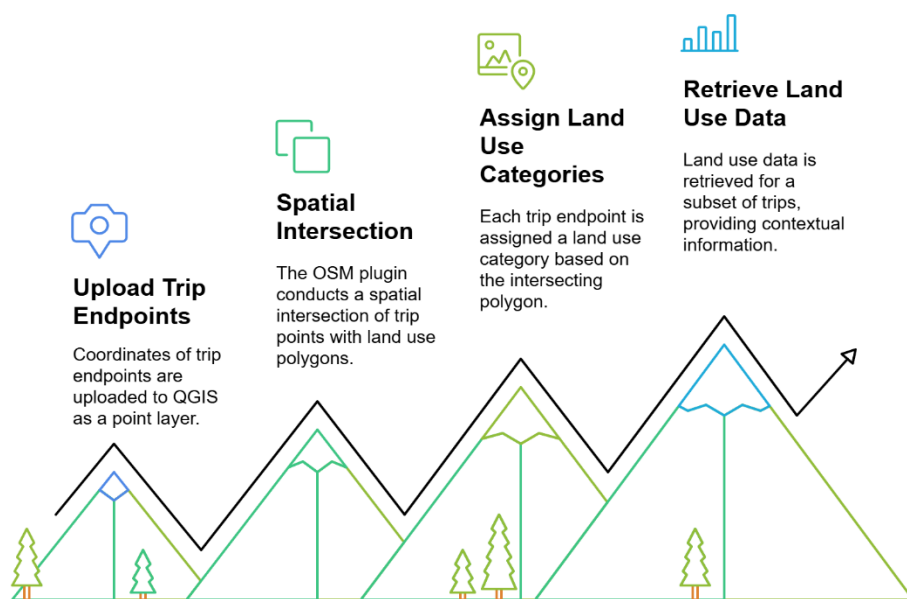 Upload Trip
Endpoints
Coordinates of trip
endpoints are
uploaded to QGIS
as a point layer.
Spatial
Intersection
The OSM plugin
conducts a spatial
intersection of trip
points with land use
polygons.
Assign Land
Use
Categories
Each trip endpoint is
assigned a land use
category based on
the intersecting
polygon.
Retrieve Land
Use Data
Land use data is
retrieved for a
subset of trips,
providing contextual
information.